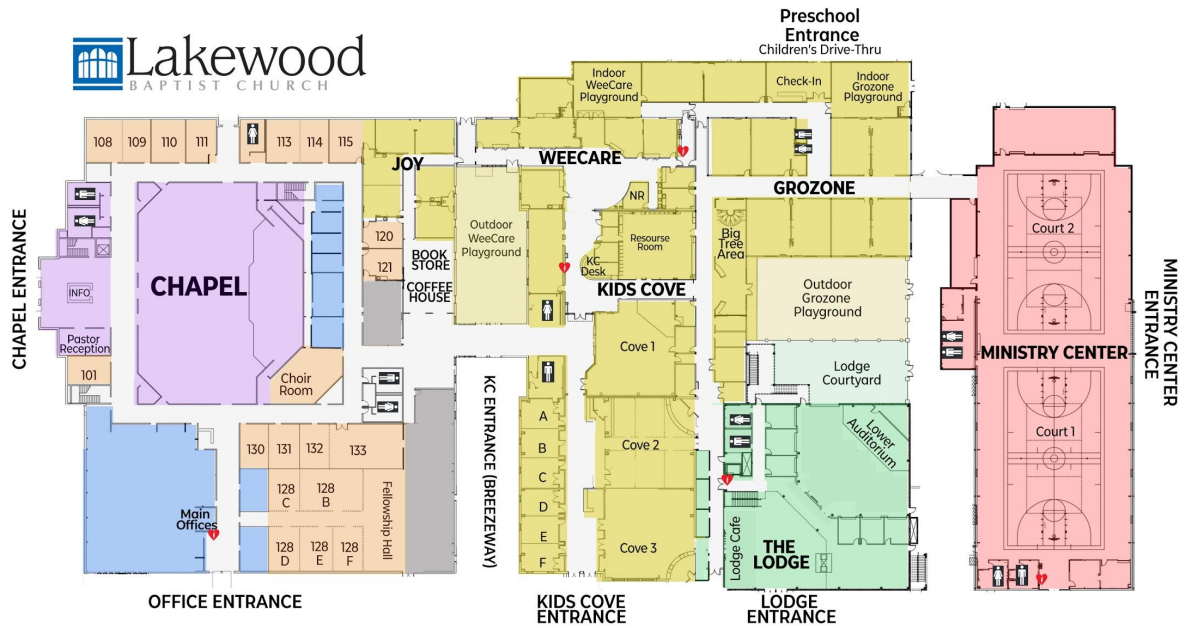 Lakewood
BAPTIST CHURCH
Preschool
Entrance
Children's Drive-Thru
Indoor
WeeCare
Playground
Check-In
Indoor
Grozone
Playground
108
109
110
111
113
114
115
JOY
WEECARE
GROZONE
NR
Outdoor
WeeCare
Playground
Resourse
Room
KC
Desk
Big
Tree
Area
120
121
BOOK
STORE
COFFEE
HOUSE
KIDS COVE
Outdoor
Grozone
Playground
CHAPEL ENTRANCE
CHAPEL
INFO
Pastor
Reception
101
Choir
Room
Cove 1
Lodge
Courtyard
Court 2
MINISTRY CENTER
Court 1
MINISTRY CENTER
ENTRANCE
KC ENTRANCE (BREEZEWAY)
A
B
C
D
E
F
Cove 2
Cove 3
Lower
Auditorium
130
131
132
133
128
C
128
B
128
D
128
E
128
F
Fellowship Hall
Main
Offices
Lodge Cafe
THE
LODGE
OFFICE ENTRANCE
KIDS COVE
ENTRANCE
LODGE
ENTRANCE